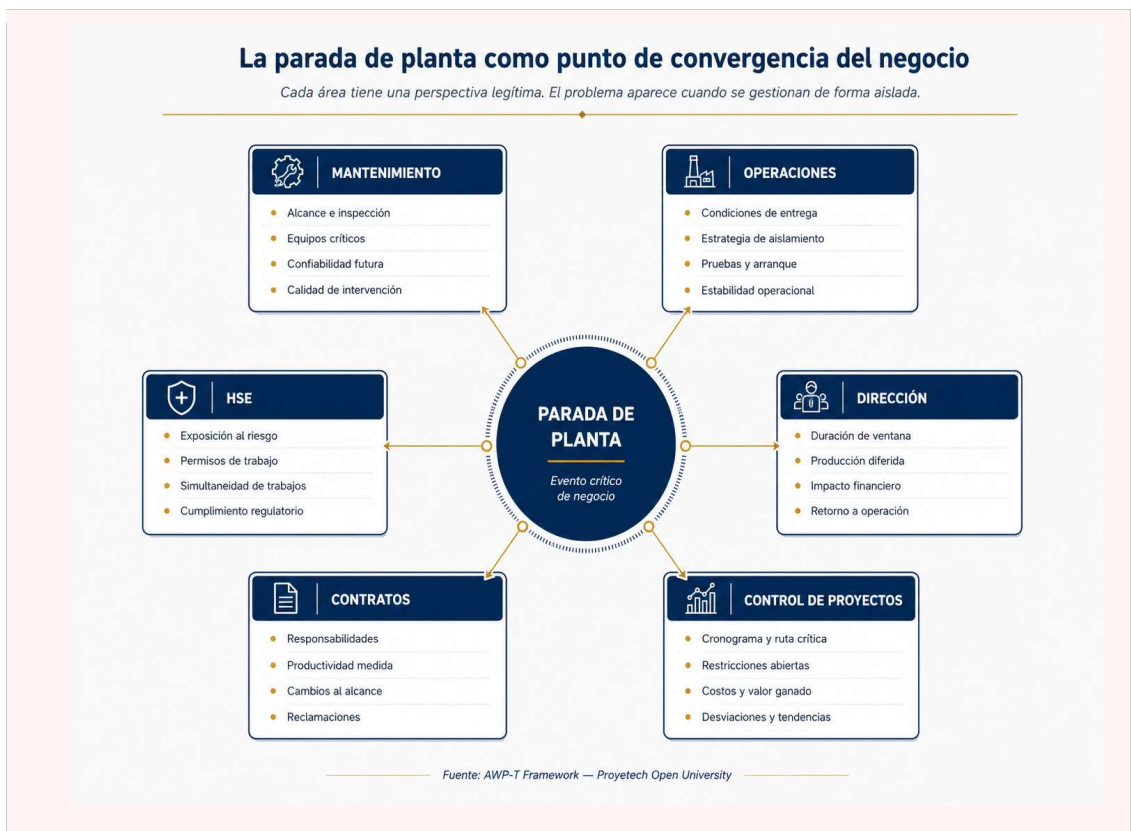 La parada de planta como punto de convergencia del negocio
Cada área tiene una perspectiva legítima. El problema aparece cuando se gestionan de forma aislada.
MANTENIMIENTO
Alcance e inspección
Equipos críticos
Confiabilidad futura
Calidad de intervención
OPERACIONES
Condiciones de entrega
Estrategia de aislamiento
Pruebas y arranque
Estabilidad operacional
HSE
Exposición al riesgo
Permisos de trabajo
Simultaneidad de trabajos
Cumplimiento regulatorio
PARADA DE
PLANTA
Evento crítico
de negocio
DIRECCIÓN
Duración de ventana
Producción diferida
Impacto financiero
Retorno a operación
CONTRATOS
Responsabilidades
Productividad medida
Cambios al alcance
Reclamaciones
CONTROL DE PROYECTOS
Cronograma y ruta crítica
Restricciones abiertas
Costos y valor ganado
Desviaciones y tendencias
Fuente: AWP-T Framework — Proyetech Open University